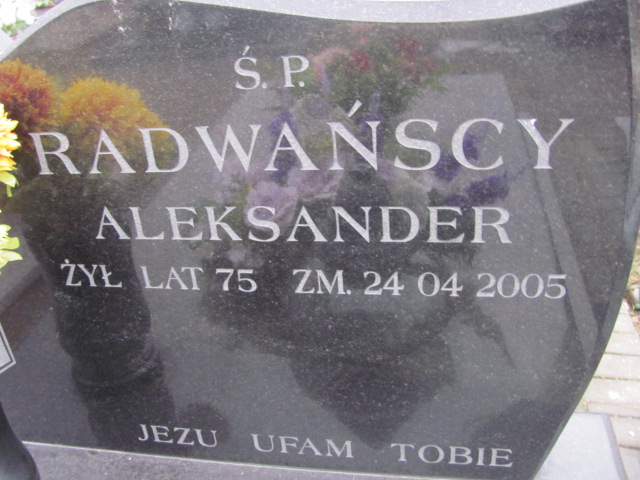 Ś.P.
RADWAŃSCY
ALEKSANDER
ŻYŁ LAT 75 ZM. 24 04 2005
JEZU UFAM TOBIE